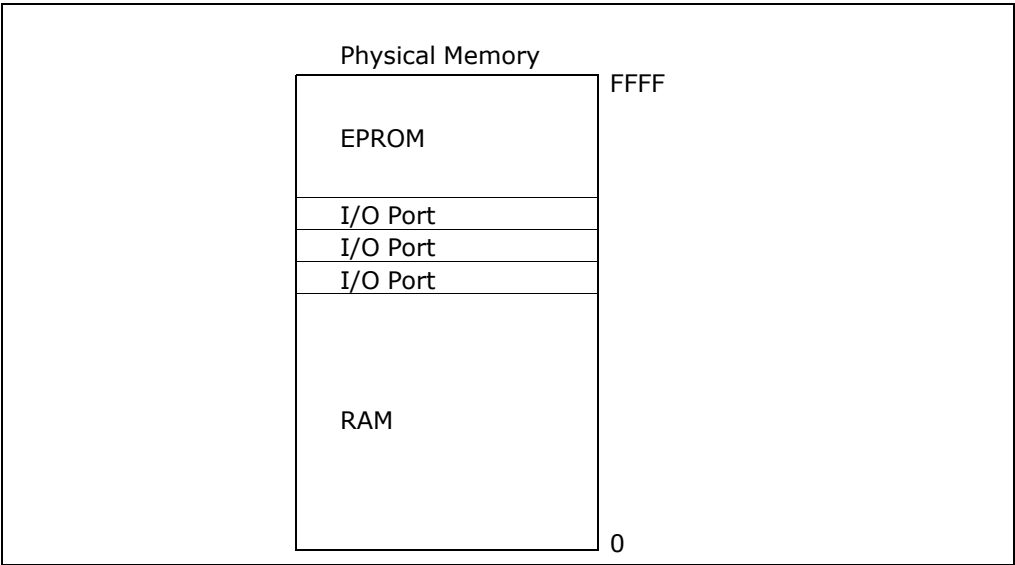 Physical Memory
FFFF
EPROM
I/O Port
I/O Port
I/O Port
RAM
0